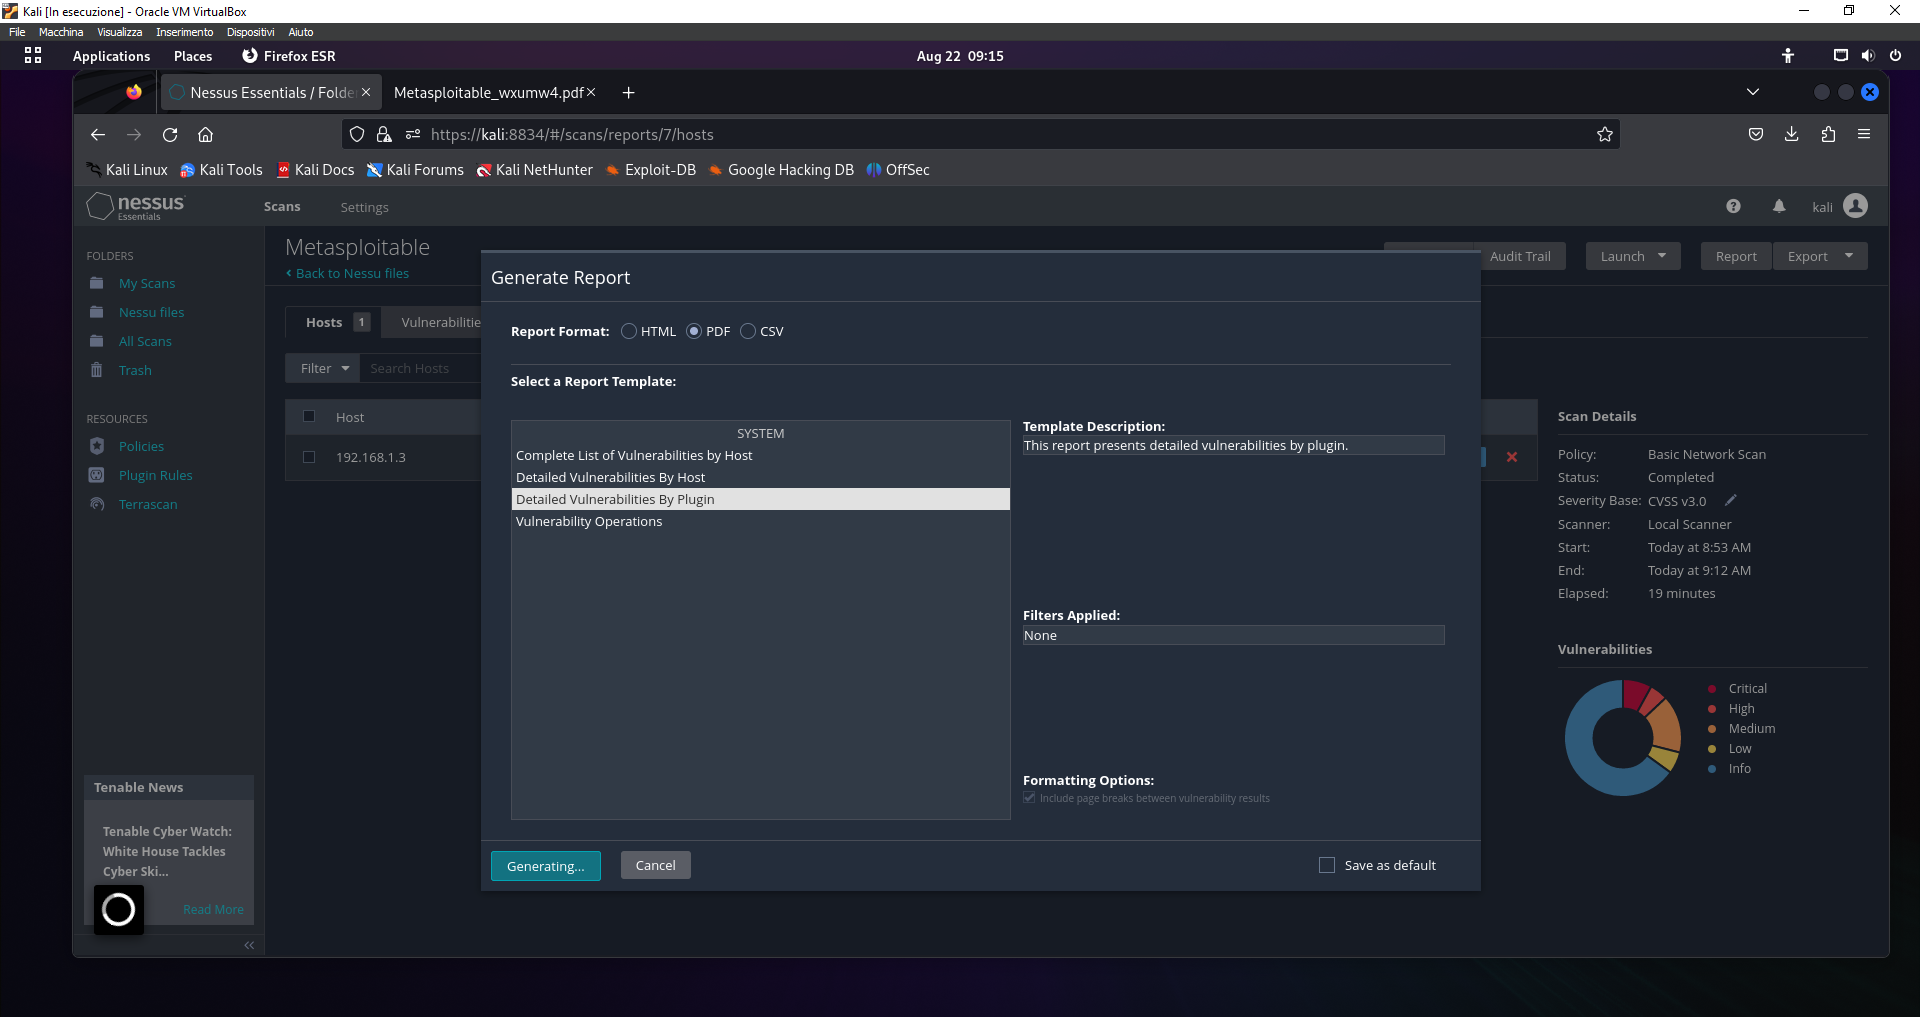 Kali [In esecuzione] - Oracle VM VirtualBox
File Macchina Visualizza Inserimento Dispositivi Aiuto
Applications Places Firefox ESR Aug 22 09:15
Nessus Essentials / Folde Metasploitable_wxumw4.pdf
https://kali:8834/#/scans/reports/7/hosts
Kali Linux Kali Tools Kali Docs Kali Forums Kali NetHunter Exploit-DB Google Hacking DB OffSec
nessus Essentials Scans Settings kali
FOLDERS
My Scans
Nessu files
All Scans
Trash
RESOURCES
Policies
Plugin Rules
Terrascan
Tenable News
Tenable Cyber Watch:
White House Tackles
Cyber Ski...
Read More
Metasploitable
Back to Nessu files
Audit Trail Launch Report Export
Hosts 1 Vulnerabilitie
Filter Search Hosts
Host
192.168.1.3
Generate Report
Report Format: HTML PDF CSV
Select a Report Template:
SYSTEM
Complete List of Vulnerabilities by Host
Detailed Vulnerabilities By Host
Detailed Vulnerabilities By Plugin
Vulnerability Operations
Template Description:
This report presents detailed vulnerabilities by plugin.
Filters Applied:
None
Formatting Options:
Include page breaks between vulnerability results
Generating... Cancel Save as default
Scan Details
Policy: Basic Network Scan
Status: Completed
Severity Base: CVSS v3.0
Scanner: Local Scanner
Start: Today at 8:53 AM
End: Today at 9:12 AM
Elapsed: 19 minutes
Vulnerabilities
Critical
High
Medium
Low
Info